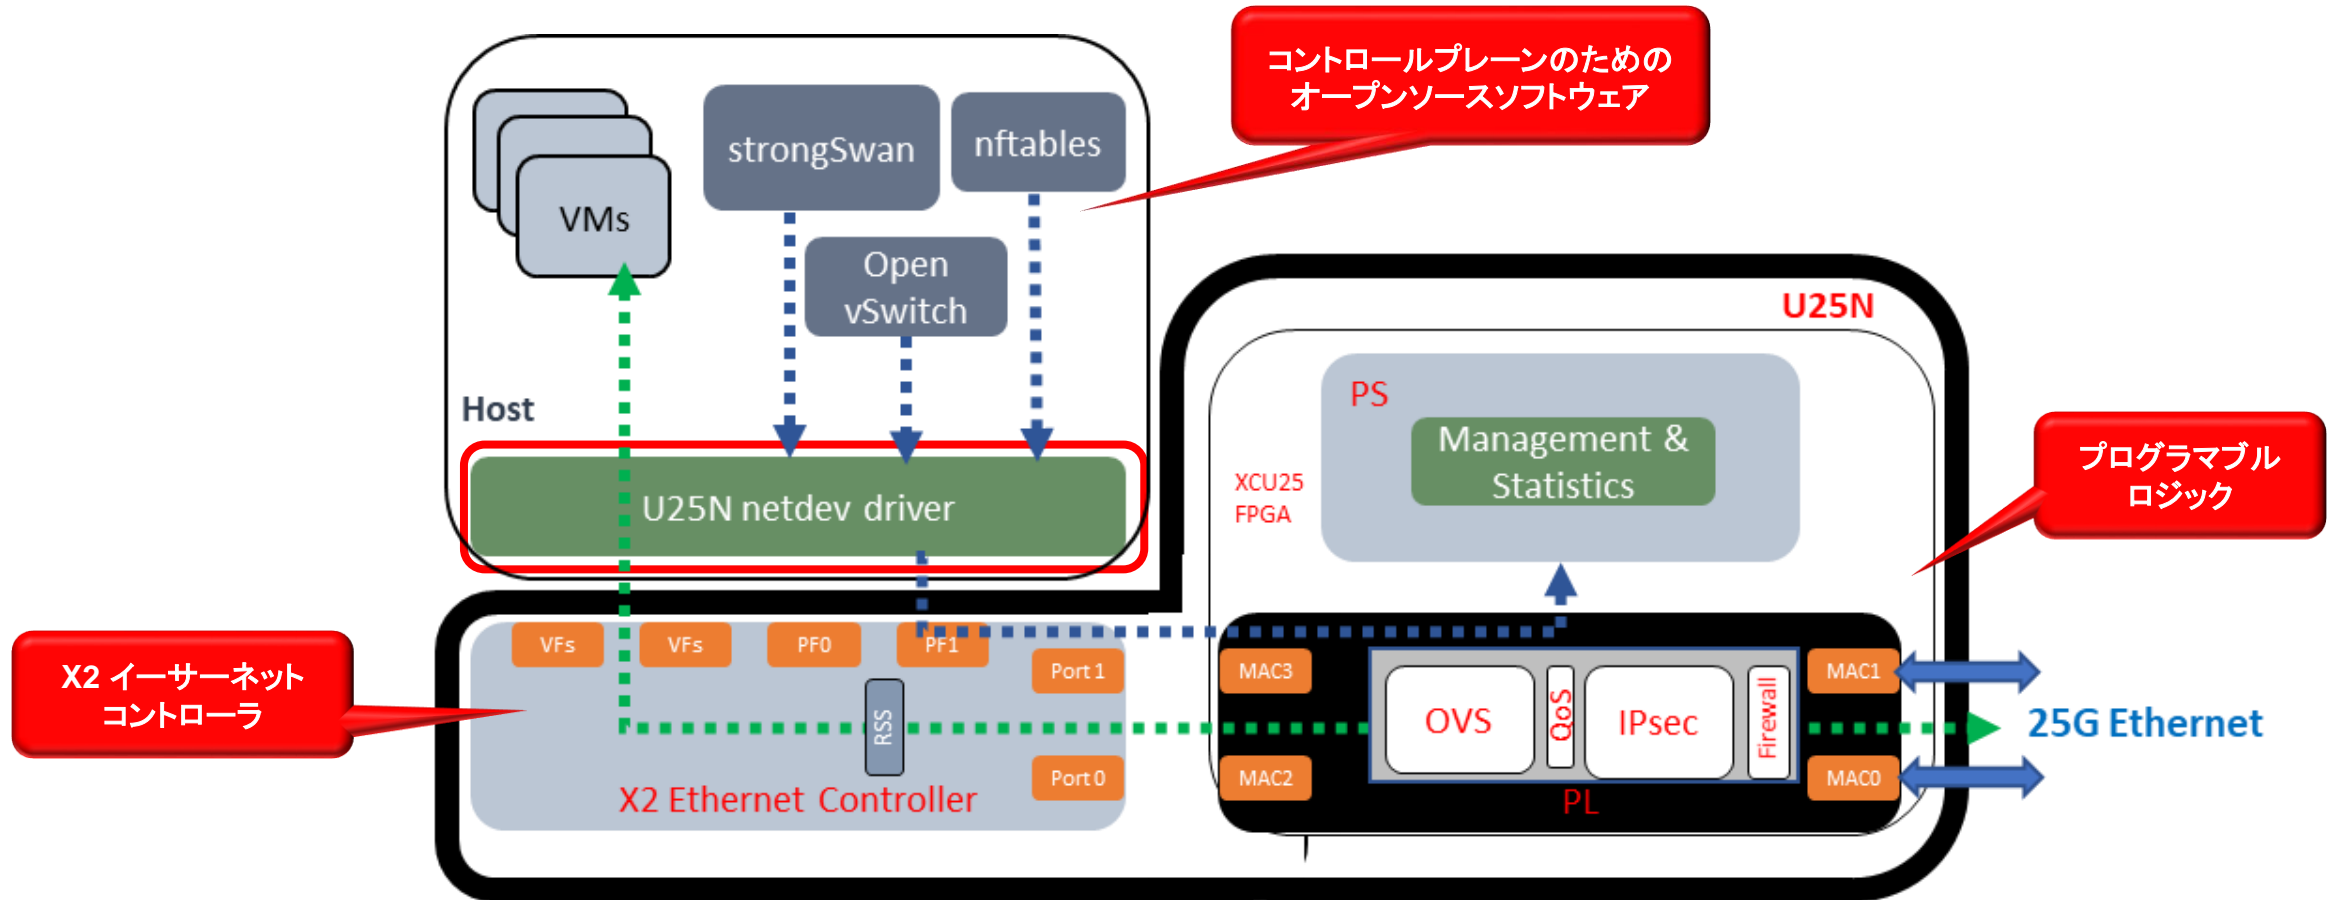 コントロールプレーンのための
オープンソースソフトウェア
strongSwan
nftables
VMs
Open
vSwitch
Host
U25N netdev driver
U25N
PS
Management &
Statistics
XCU25
FPGA
プログラマブル
ロジック
X2 イーサーネット
コントローラ
VFs
VFs
PF0
PF1
Port 1
RSS
Port 0
X2 Ethernet Controller
MAC3
MAC2
OVS
QoS
IPsec
Firewall
PL
MAC1
MAC0
25G Ethernet